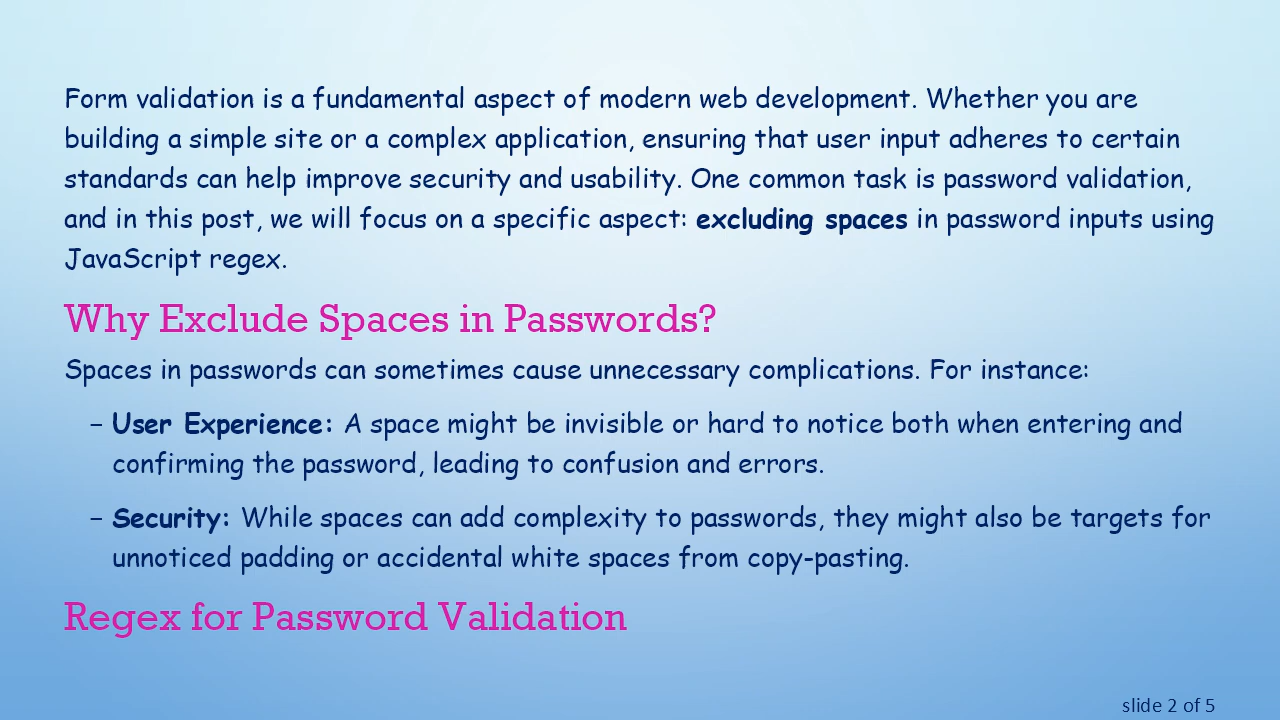 Form validation is a fundamental aspect of modern web development. Whether you are
building a simple site or a complex application, ensuring that user input adheres to certain
standards can help improve security and usability. One common task is password validation,
and in this post, we will focus on a specific aspect: excluding spaces in password inputs using
JavaScript regex.
Why Exclude Spaces in Passwords?
Spaces in passwords can sometimes cause unnecessary complications. For instance:
– User Experience: A space might be invisible or hard to notice both when entering and
confirming the password, leading to confusion and errors.
– Security: While spaces can add complexity to passwords, they might also be targets for
unnoticed padding or accidental white spaces from copy-pasting.
Regex for Password Validation
slide 2 of 5